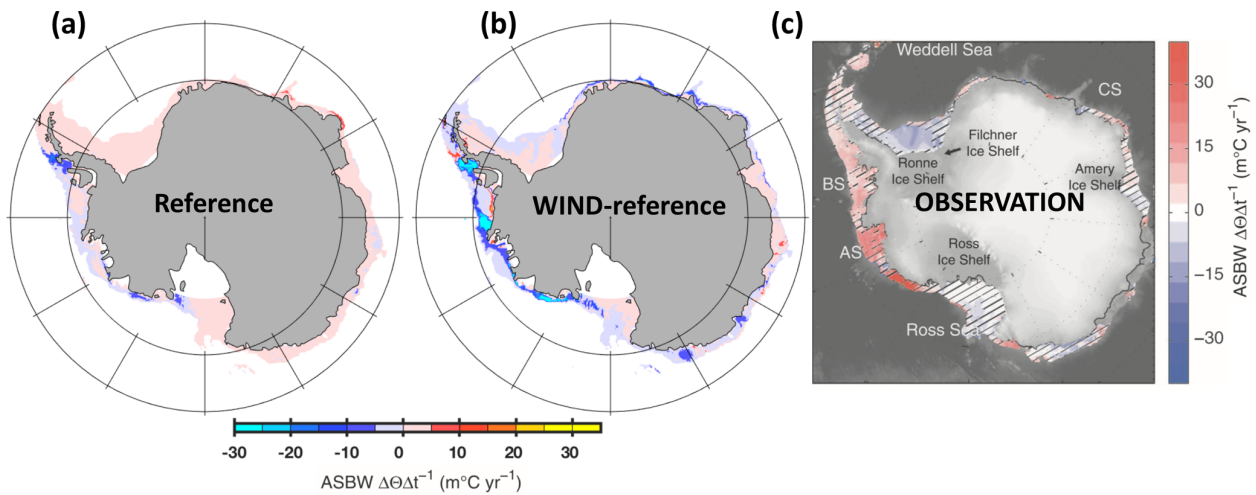 (a)
(b)
(c)
Reference
WIND-reference
OBSERVATION
Weddell Sea
CS
Filchner
Ice Shelf
Ronne
Ice Shelf
Amery
Ice Shelf
BS
AS
Ross
Ice Shelf
Ross Sea
30
15
0
−15
−30
ASBW ΔΘΔt⁻¹ (m°C yr⁻¹)
-30 -20 -10 0 10 20 30
ASBW ΔΘΔt⁻¹ (m°C yr⁻¹)